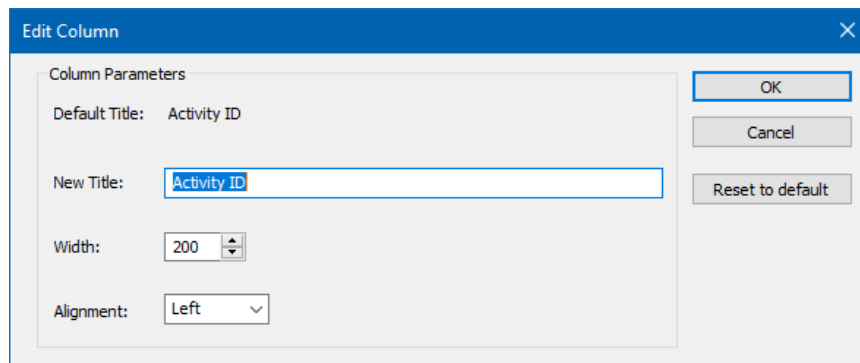 Edit Column
Column Parameters
Default Title: Activity ID
New Title: Activity ID
Width: 200
Alignment: Left
OK
Cancel
Reset to default